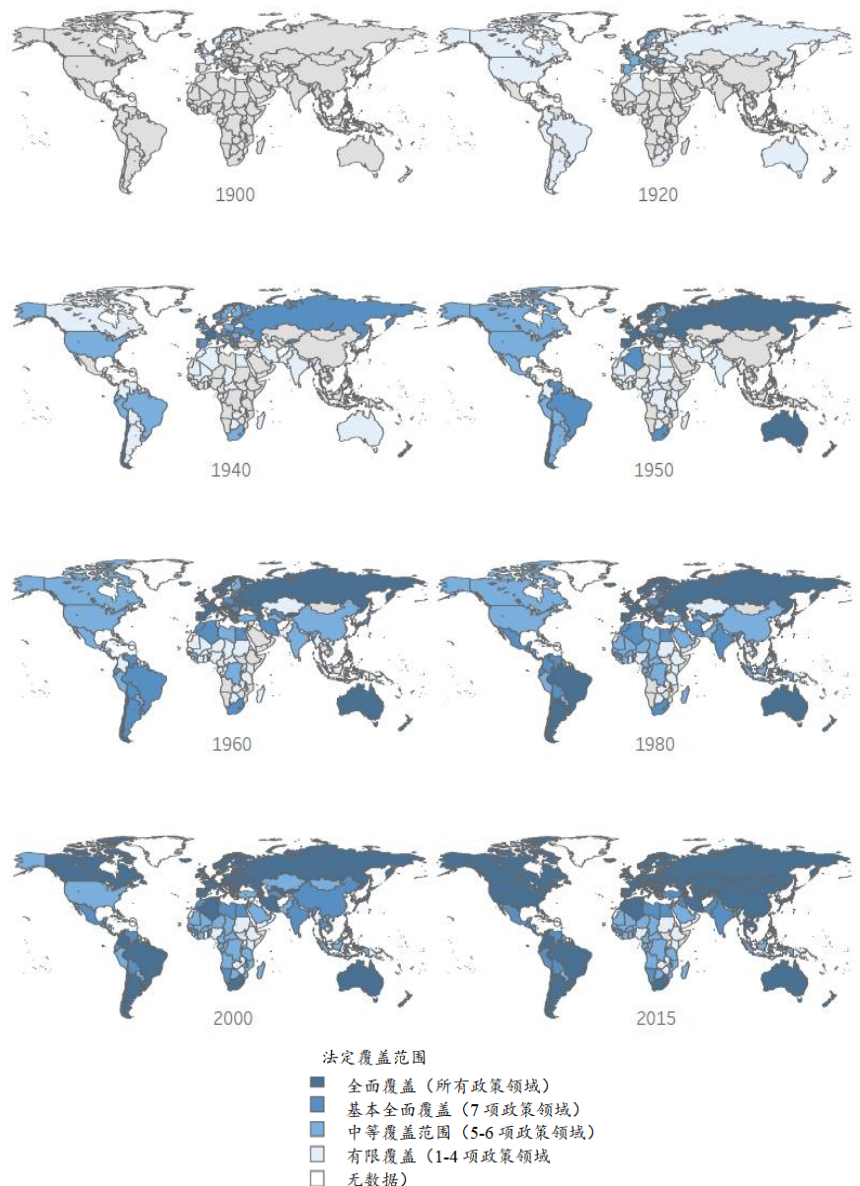 1900
1920
1940
1950
1960
1980
2000
2015
法定覆盖范围
全面覆盖（所有政策领域）
基本全面覆盖（7 项政策领域）
中等覆盖范围（5-6 项政策领域）
有限覆盖（1-4 项政策领域
无数据）